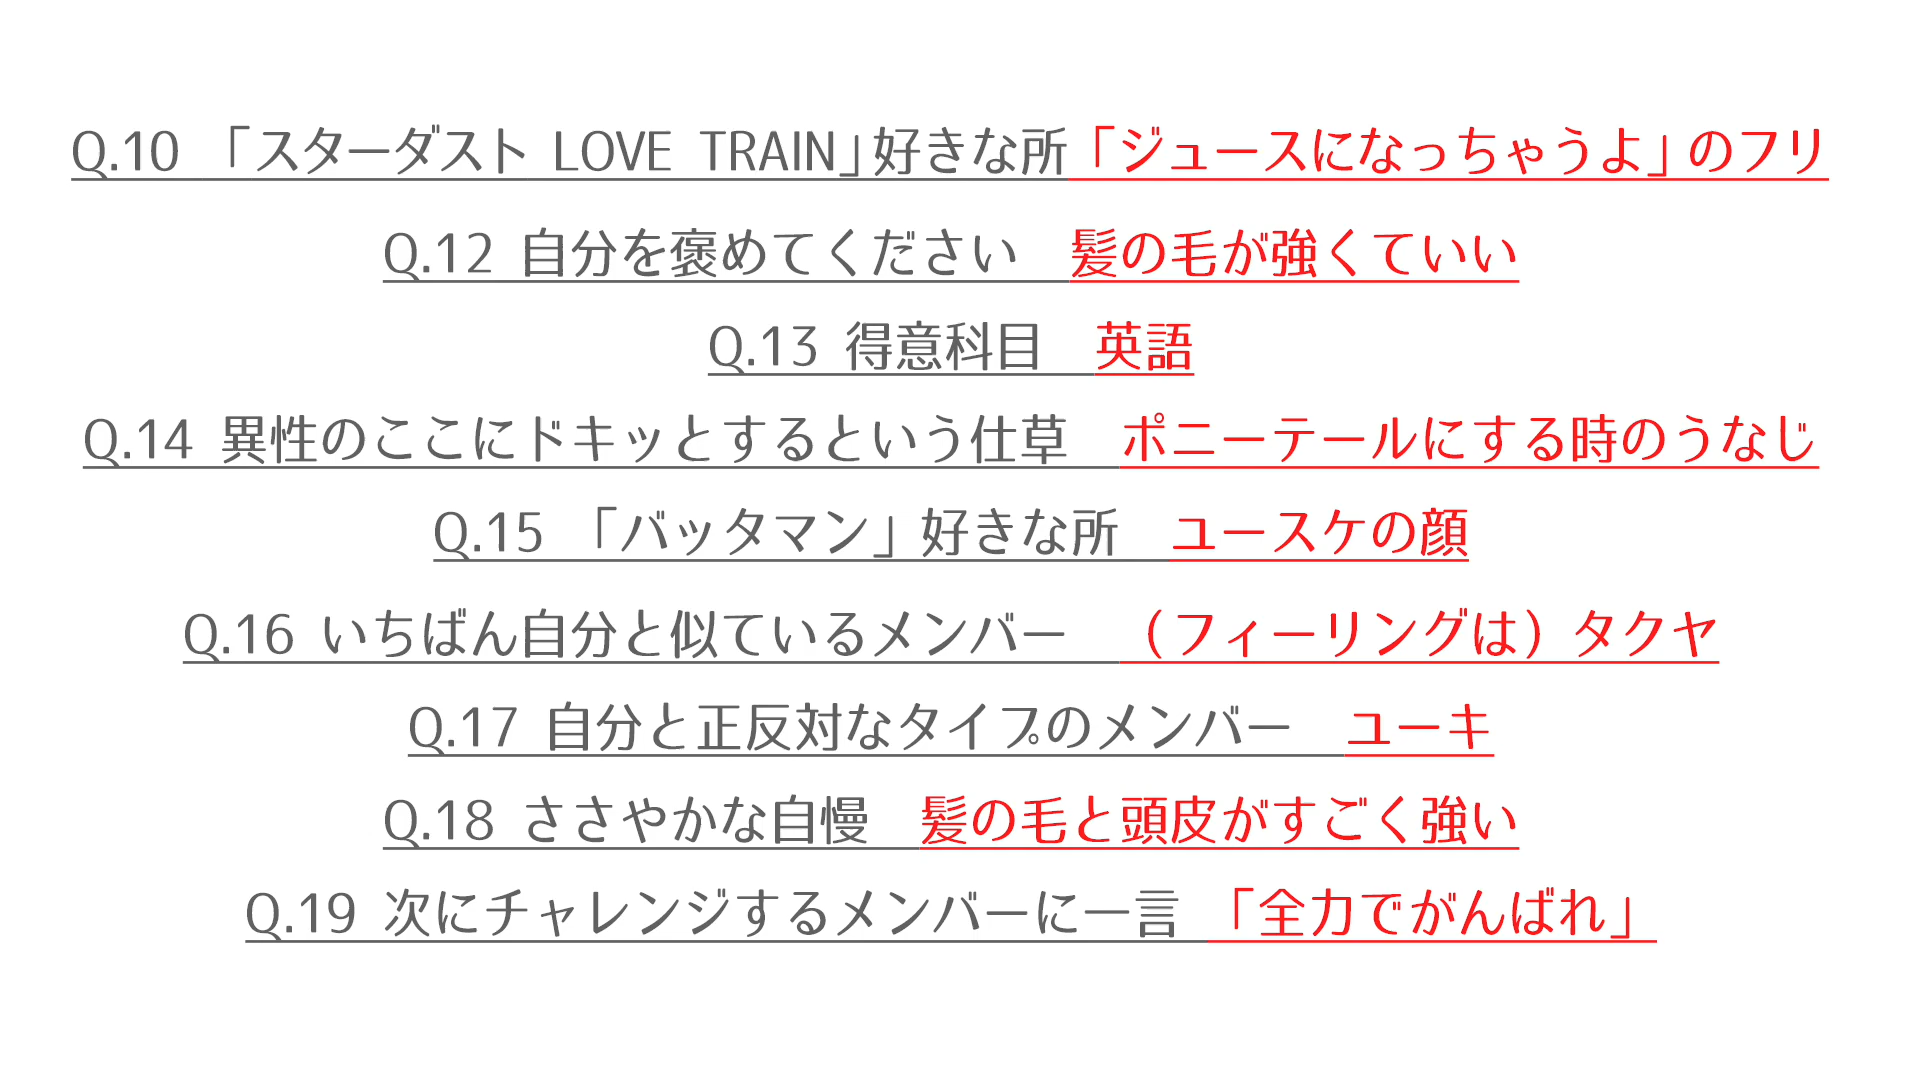 Q.10 「スターダスト LOVE TRAIN」好きな所「ジュースになっちゃうよ」のフリ
Q.12 自分を褒めてください　髪の毛が強くていい
Q.13 得意科目　英語
Q.14 異性のここにドキッとするという仕草　ポニーテールにする時のうなじ
Q.15 「バッタマン」好きな所　ユースケの顔
Q.16 いちばん自分と似ているメンバー　（フィーリングは）タクヤ
Q.17 自分と正反対なタイプのメンバー　ユーキ
Q.18 ささやかな自慢　髪の毛と頭皮がすごく強い
Q.19 次にチャレンジするメンバーに一言 「全力でがんばれ」